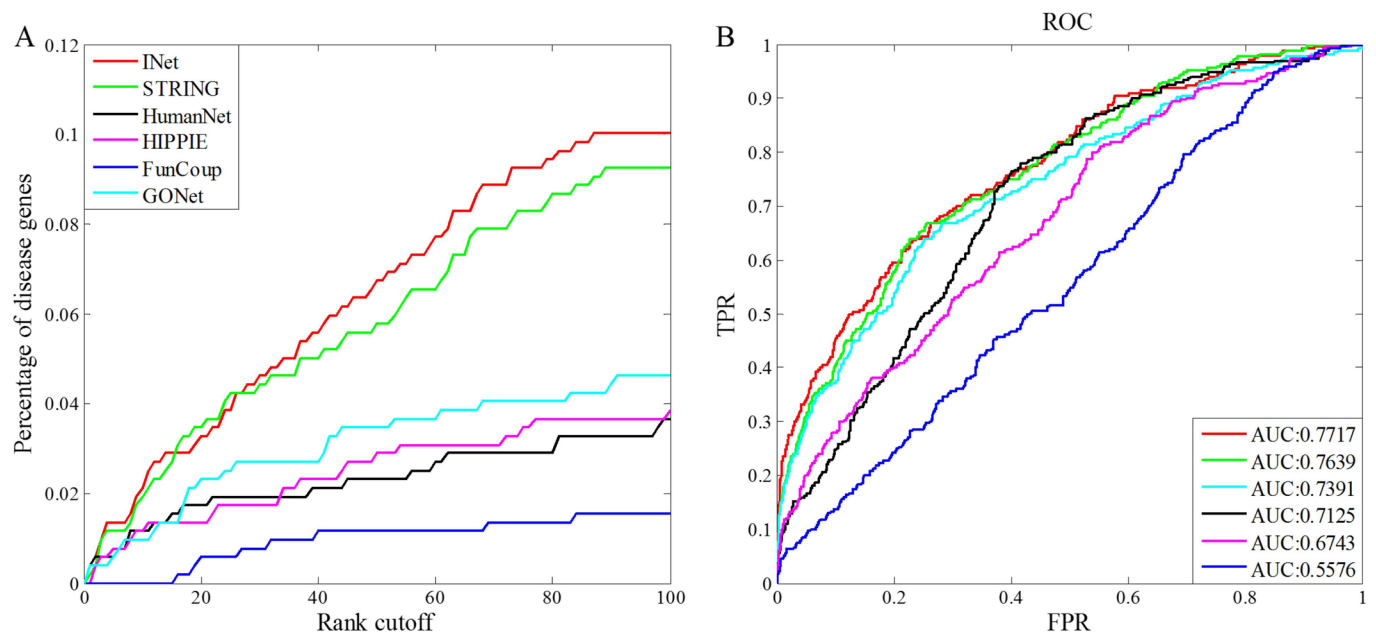 A
0.12
0.1
0.08
0.06
0.04
0.02
0
Percentage of disease genes
INet
STRING
HumanNet
HIPPIE
FunCoup
GONet
0 20 40 60 80 100
Rank cutoff
B
ROC
1
0.9
0.8
0.7
0.6
0.5
0.4
0.3
0.2
0.1
0
TPR
AUC:0.7717
AUC:0.7639
AUC:0.7391
AUC:0.7125
AUC:0.6743
AUC:0.5576
0 0.2 0.4 0.6 0.8 1
FPR